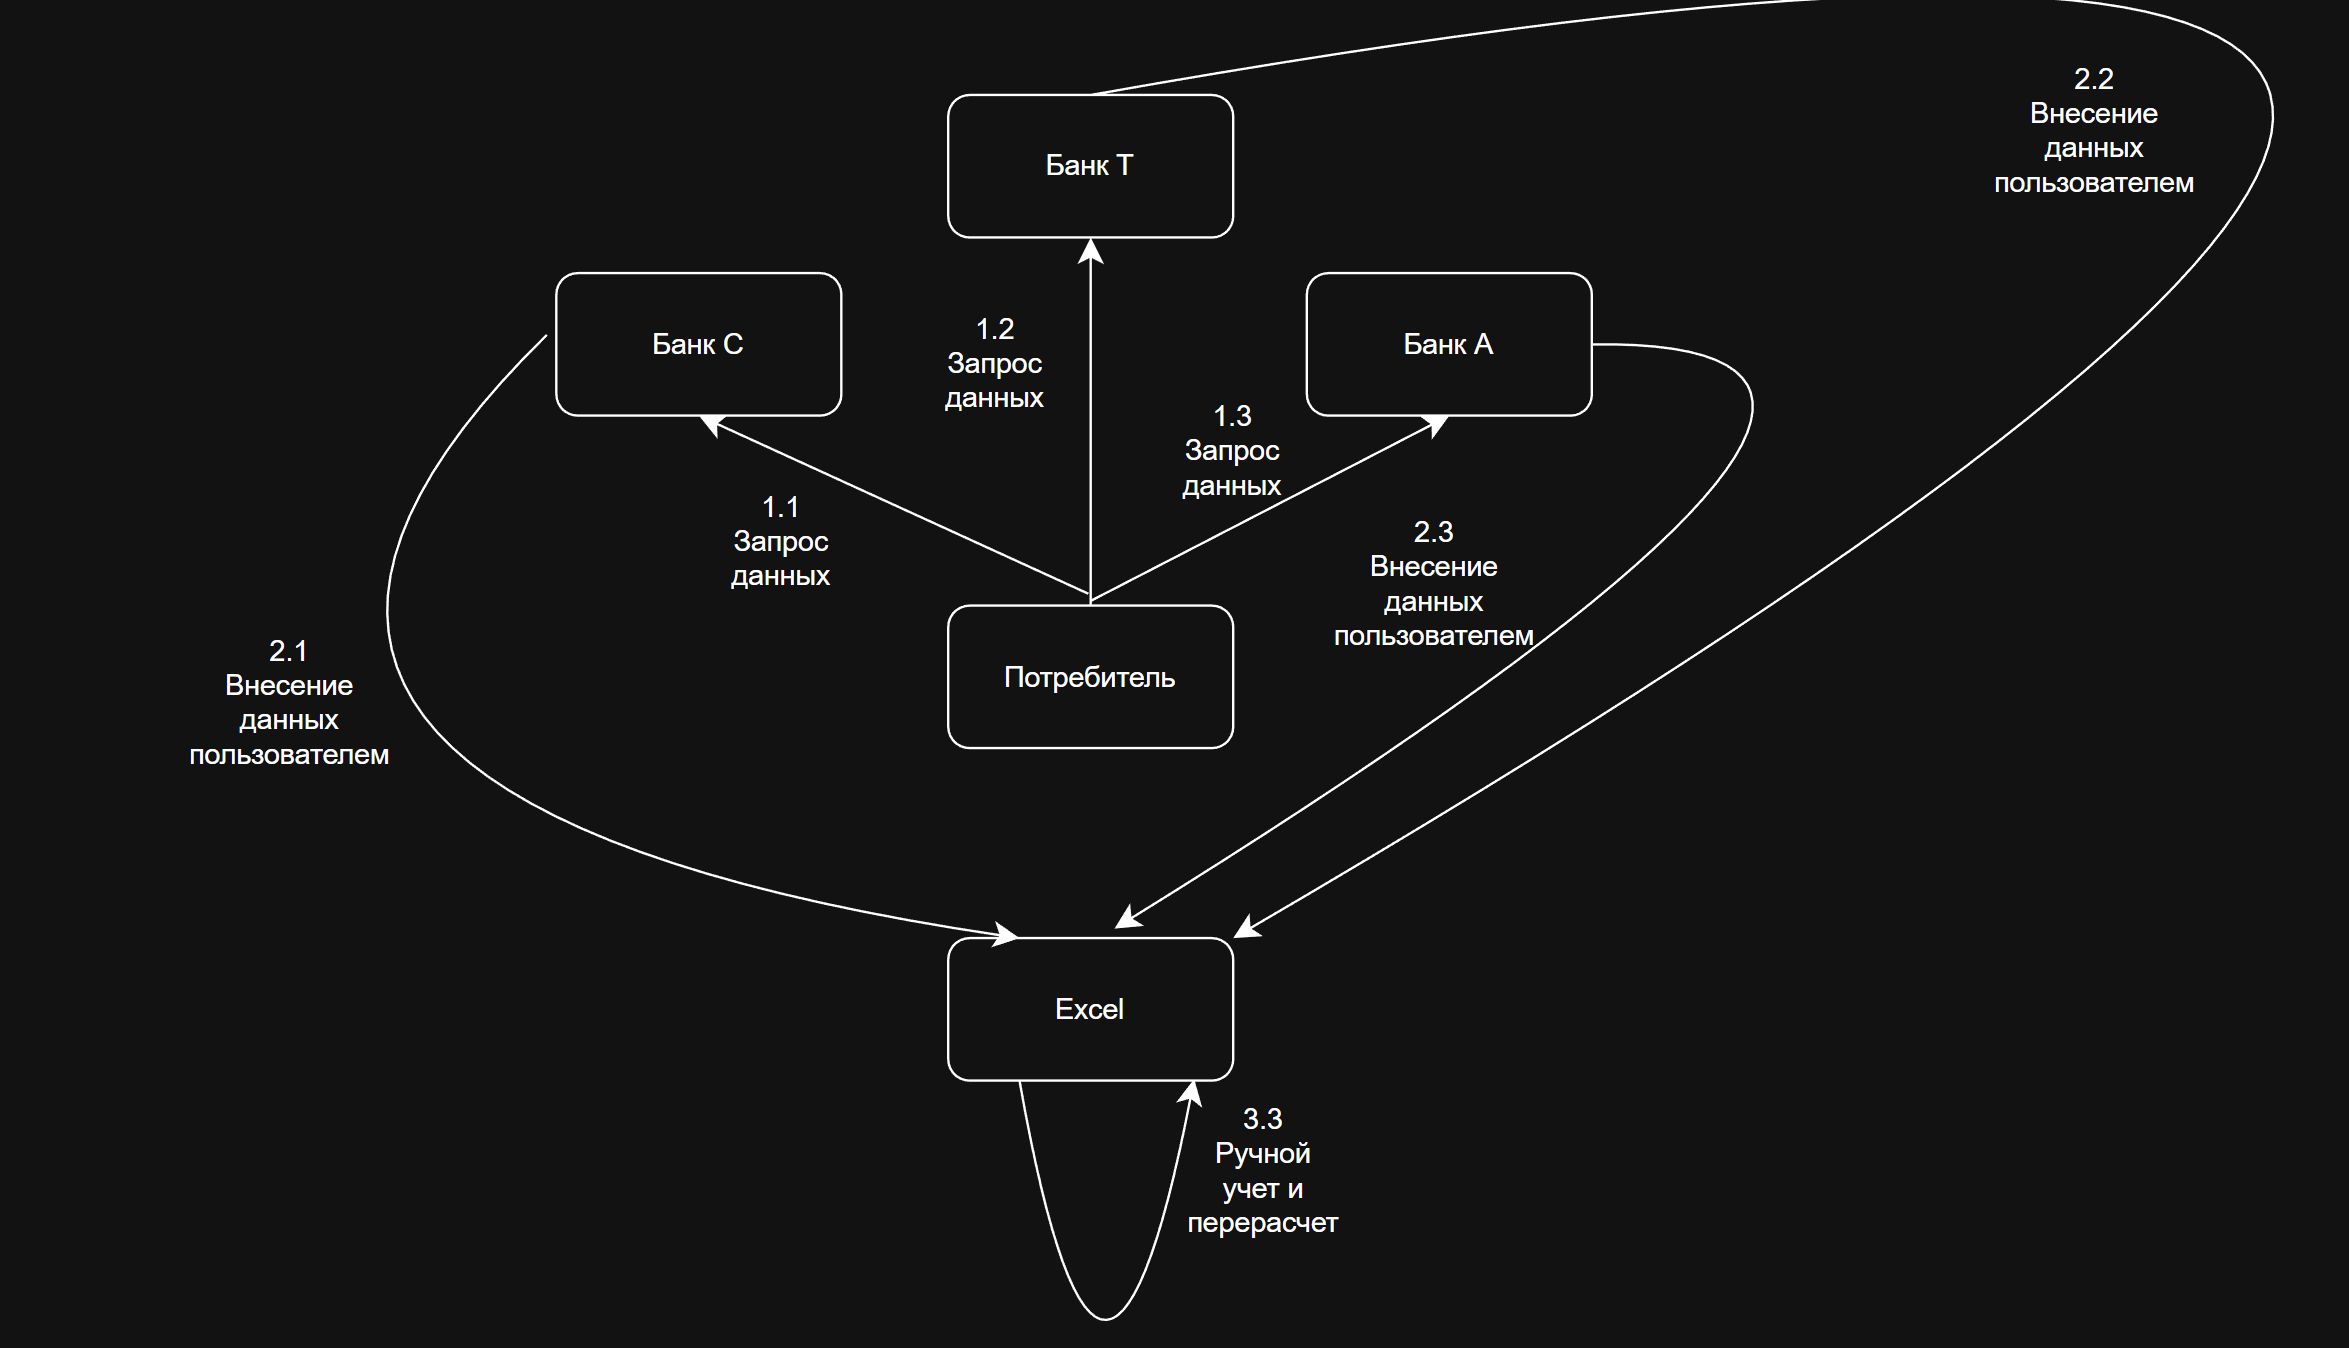 Банк Т
2.2
Внесение
данных
пользователем
Банк С
1.2
Запрос
данных
Банк А
1.3
Запрос
данных
1.1
Запрос
данных
2.3
Внесение
данных
пользователем
Потребитель
2.1
Внесение
данных
пользователем
Excel
3.3
Ручной
учет и
перерасчет